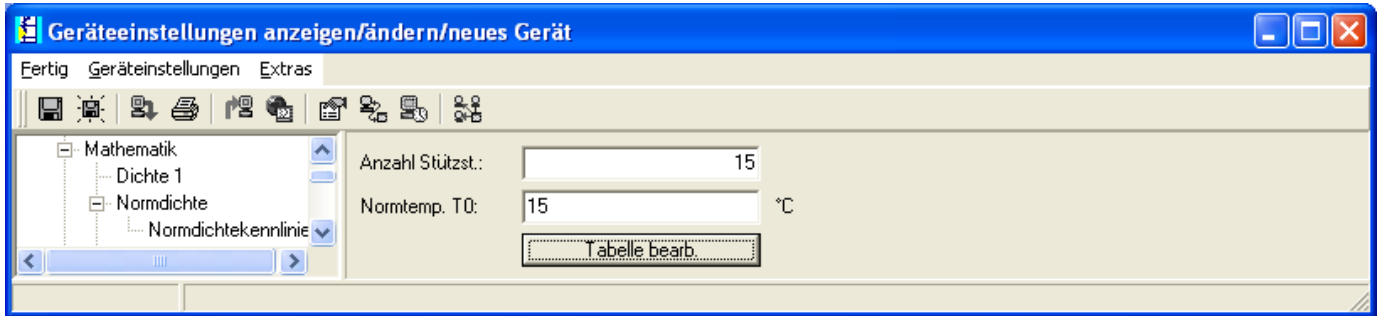 Geräteeinstellungen anzeigen/ändern/neues Gerät
Fertig Geräteinstellungen Extras
Mathematik
Dichte 1
Normdichte
Normdichtekennlinie
Anzahl Stützst.: 15
Normtemp. T0: 15 °C
Tabelle bearb.